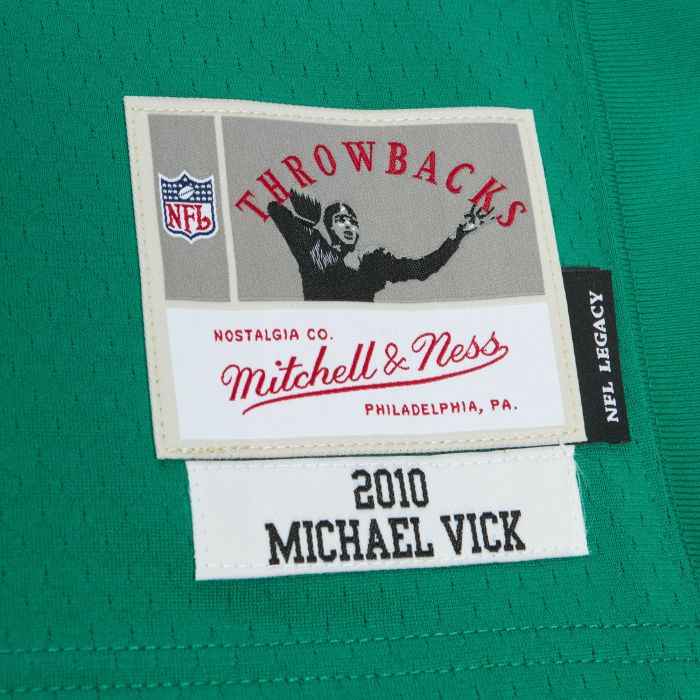 THROWBACKS
NFL
NOSTALGIA CO.
Mitchell & Ness
PHILADELPHIA, PA.
NFL LEGACY
2010
MICHAEL VICK